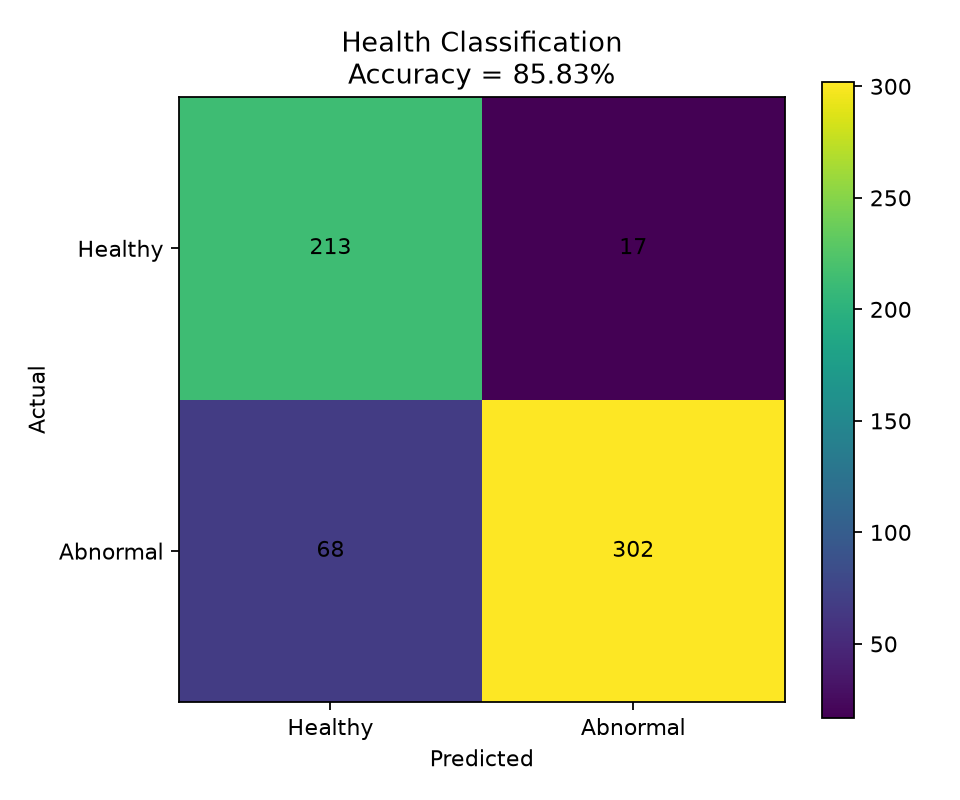 Health Classification
Accuracy = 85.83%
300
250
200
150
100
50
Healthy
213
17
Actual
Abnormal
68
302
Healthy
Abnormal
Predicted